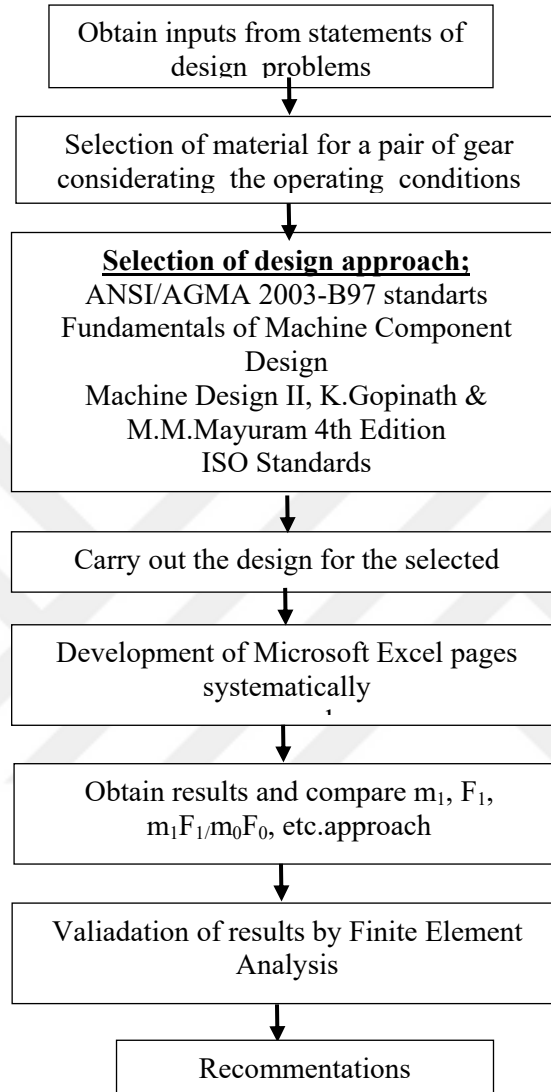 Obtain inputs from statements of
design problems
Selection of material for a pair of gear
considerating the operating conditions
Selection of design approach;
ANSI/AGMA 2003-B97 standarts
Fundamentals of Machine Component
Design
Machine Design II, K.Gopinath &
M.M.Mayuram 4th Edition
ISO Standards
Carry out the design for the selected
Development of Microsoft Excel pages
systematically
Obtain results and compare m₁, F₁,
m₁F₁/m₀F₀, etc.approach
Valiadation of results by Finite Element
Analysis
Recommentations